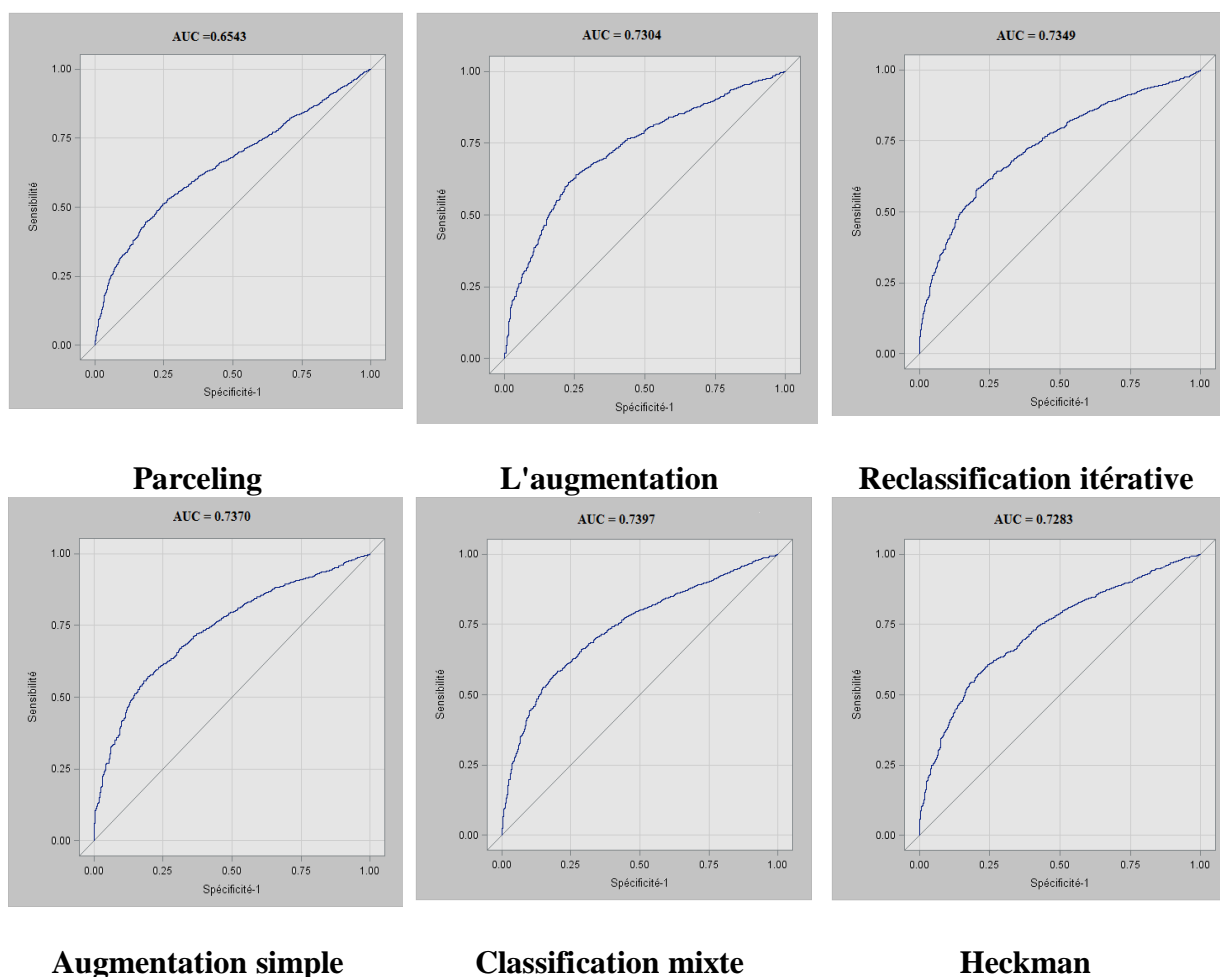 AUC =0.6543
1.00
0.75
0.50
0.25
0.00
Sensibilité
0.00 0.25 0.50 0.75 1.00
Spécificité-1
Parceling
AUC = 0.7304
1.00
0.75
0.50
0.25
0.00
Sensibilité
0.00 0.25 0.50 0.75 1.00
Spécificité-1
L'augmentation
AUC = 0.7349
1.00
0.75
0.50
0.25
0.00
Sensibilité
0.00 0.25 0.50 0.75 1.00
Spécificité-1
Reclassification itérative
AUC = 0.7370
1.00
0.75
0.50
0.25
0.00
Sensibilité
0.00 0.25 0.50 0.75 1.00
Spécificité-1
Augmentation simple
AUC = 0.7397
1.00
0.75
0.50
0.25
0.00
Sensibilité
0.00 0.25 0.50 0.75 1.00
Spécificité-1
Classification mixte
AUC = 0.7283
1.00
0.75
0.50
0.25
0.00
Sensibilité
0.00 0.25 0.50 0.75 1.00
Spécificité-1
Heckman